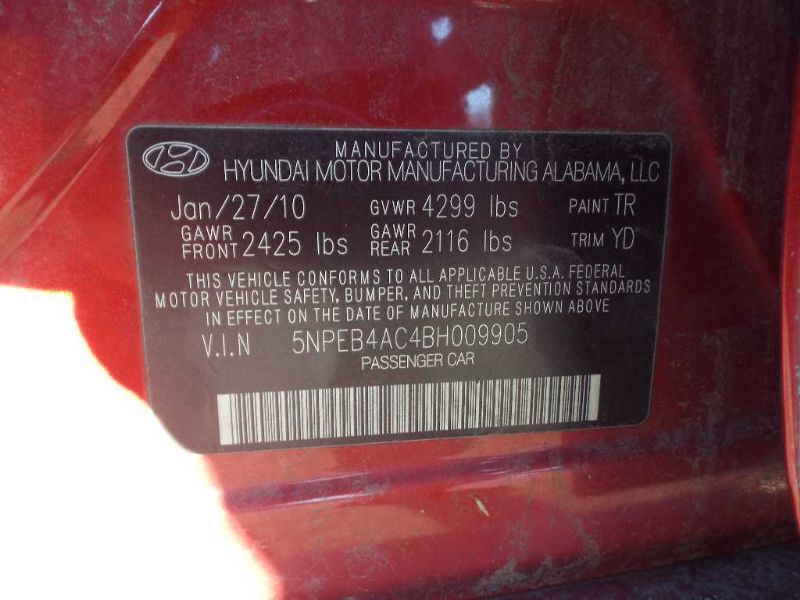 MANUFACTURED BY
HYUNDAI MOTOR MANUFACTURING ALABAMA, LLC
Jan/27/10 GVWR 4299 lbs PAINT TR
GAWR FRONT 2425 lbs GAWR REAR 2116 lbs TRIM YD
THIS VEHICLE CONFORMS TO ALL APPLICABLE U.S.A. FEDERAL
MOTOR VEHICLE SAFETY, BUMPER, AND THEFT PREVENTION STANDARDS
IN EFFECT ON THE DATE OF MANUFACTURE SHOWN ABOVE
V.I.N 5NPEB4AC4BH009905
PASSENGER CAR